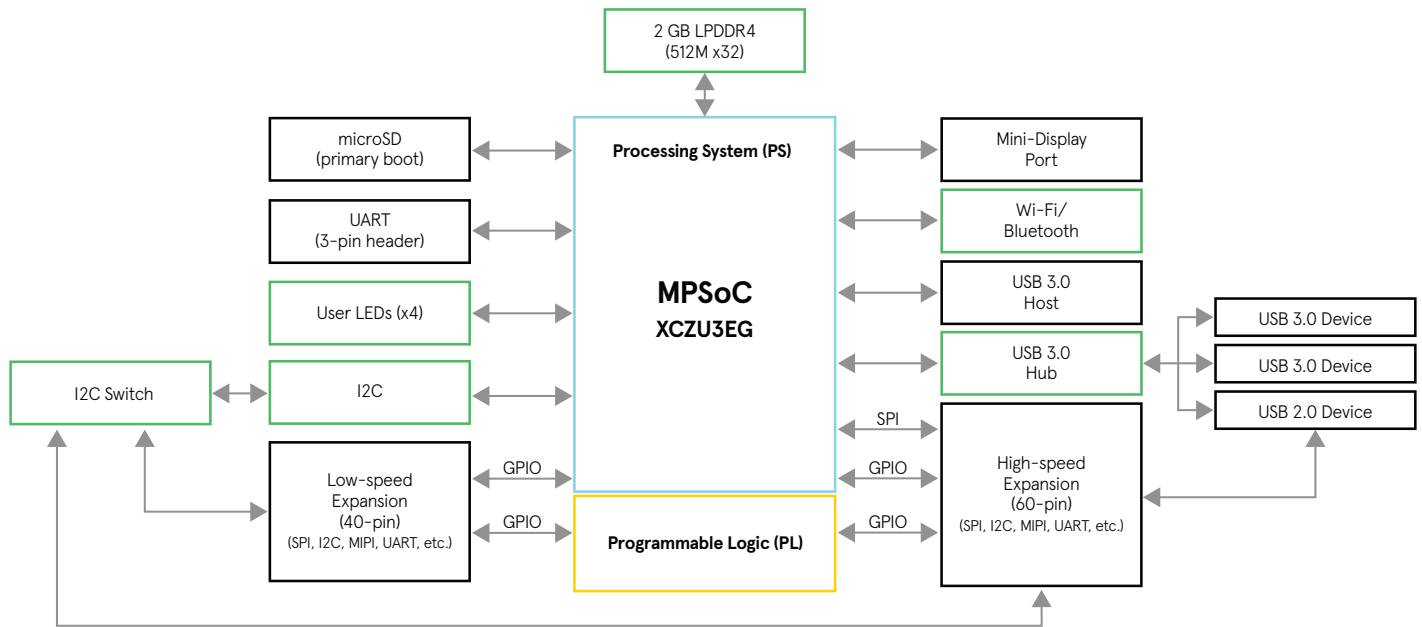 2 GB LPDDR4
(512M x32)
microSD
(primary boot)
UART
(3-pin header)
User LEDs (x4)
I2C Switch
I2C
Low-speed
Expansion
(40-pin)
(SPI, I2C, MIPI, UART, etc.)
GPIO
GPIO
Processing System (PS)
MPSoC
XCZU3EG
Programmable Logic (PL)
SPI
GPIO
GPIO
Mini-Display
Port
Wi-Fi/
Bluetooth
USB 3.0
Host
USB 3.0
Hub
High-speed
Expansion
(60-pin)
(SPI, I2C, MIPI, UART, etc.)
USB 3.0 Device
USB 3.0 Device
USB 2.0 Device